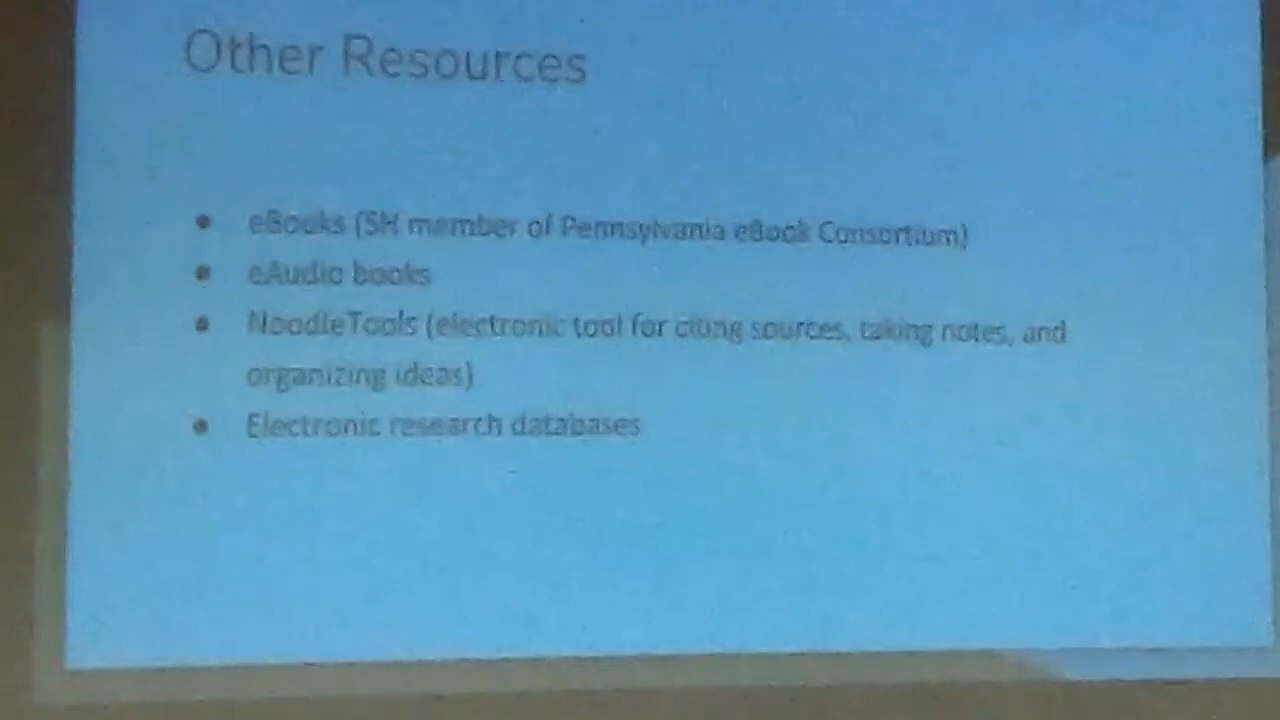 Other Resources
● eBooks (SH member of Pennsylvania eBook Consortium)
● eAudio books
● NoodleTools (electronic tool for citing sources, taking notes, and
organizing ideas)
● Electronic research databases